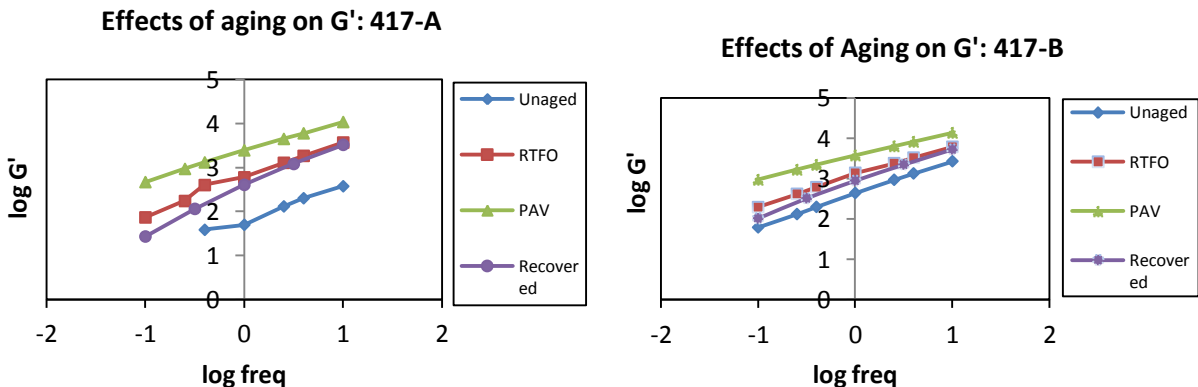 Effects of aging on G': 417-A
5
4
3
2
1
0
-2
-1
0
1
2
log G'
log freq
Unaged
RTFO
PAV
Recover
ed
Effects of Aging on G': 417-B
5
4
3
2
1
0
-2
-1
0
1
2
log G'
log freq
Unaged
RTFO
PAV
Recover
ed